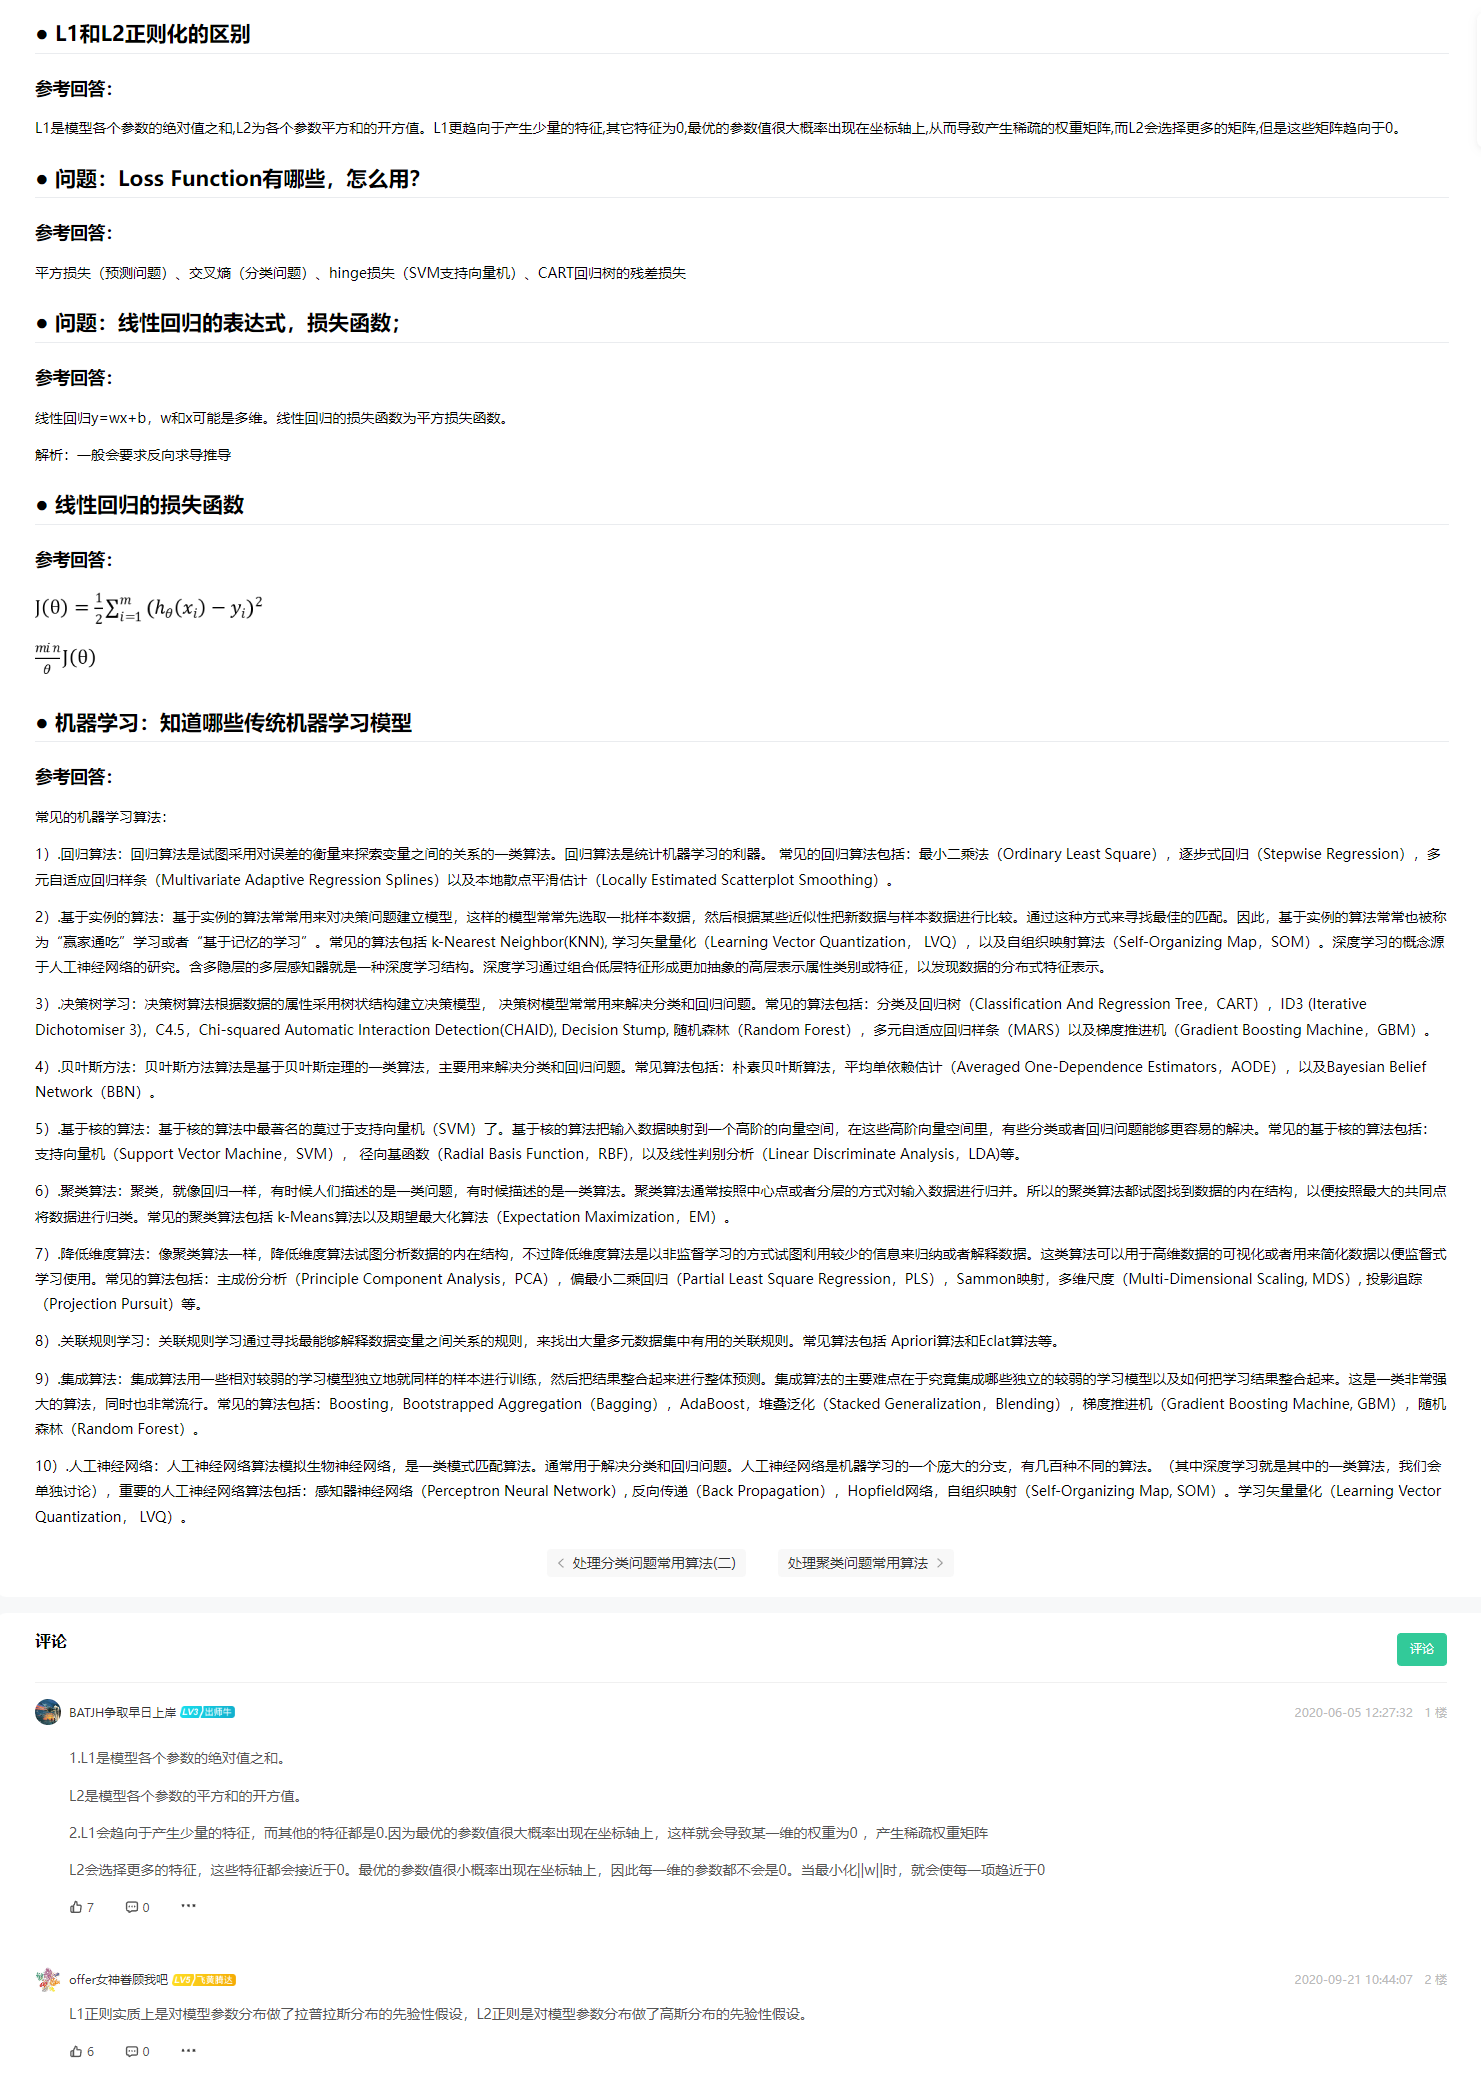 ● L1和L2正则化的区别
参考回答：
L1是模型各个参数的绝对值之和,L2为各个参数平方和的开方值。L1更趋向于产生少量的特征,其它特征为0,最优的参数值很大概率出现在坐标轴上,从而导致产生稀疏的权重矩阵,而L2会选择更多的矩阵,但是这些矩阵趋向于0。
● 问题：Loss Function有哪些，怎么用？
参考回答：
平方损失（预测问题）、交叉熵（分类问题）、hinge损失（SVM支持向量机）、CART回归树的残差损失
● 问题：线性回归的表达式，损失函数；
参考回答：
线性回归y=wx+b，w和x可能是多维。线性回归的损失函数为平方损失函数。
解析：一般会要求反向求导推导
● 线性回归的损失函数
参考回答：
J(θ) = 1/2 ∑_{i=1}^{m} (h_θ(x_i) − y_i)^2
min/θ J(θ)
● 机器学习：知道哪些传统机器学习模型
参考回答：
常见的机器学习算法：
1）.回归算法：回归算法是试图采用对误差的衡量来探索变量之间的关系的一类算法。回归算法是统计机器学习的利器。 常见的回归算法包括：最小二乘法（Ordinary Least Square），逐步式回归（Stepwise Regression），多
元自适应回归样条（Multivariate Adaptive Regression Splines）以及本地散点平滑估计（Locally Estimated Scatterplot Smoothing）。
2）.基于实例的算法：基于实例的算法常常用来对决策问题建立模型，这样的模型常常先选取一批样本数据，然后根据某些近似性把新数据与样本数据进行比较。通过这种方式来寻找最佳的匹配。因此，基于实例的算法常常也被称
为“赢家通吃”学习或者“基于记忆的学习”。常见的算法包括 k-Nearest Neighbor(KNN), 学习矢量量化（Learning Vector Quantization， LVQ），以及自组织映射算法（Self-Organizing Map，SOM）。深度学习的概念源
于人工神经网络的研究。含多隐层的多层感知器就是一种深度学习结构。深度学习通过组合低层特征形成更加抽象的高层表示属性类别或特征，以发现数据的分布式特征表示。
3）.决策树学习：决策树算法根据数据的属性采用树状结构建立决策模型， 决策树模型常常用来解决分类和回归问题。常见的算法包括：分类及回归树（Classification And Regression Tree，CART），ID3 (Iterative
Dichotomiser 3)，C4.5，Chi-squared Automatic Interaction Detection(CHAID), Decision Stump, 随机森林（Random Forest），多元自适应回归样条（MARS）以及梯度推进机（Gradient Boosting Machine，GBM）。
4）.贝叶斯方法：贝叶斯方法算法是基于贝叶斯定理的一类算法，主要用来解决分类和回归问题。常见算法包括：朴素贝叶斯算法，平均单依赖估计（Averaged One-Dependence Estimators，AODE），以及Bayesian Belief
Network（BBN）。
5）.基于核的算法：基于核的算法中最著名的莫过于支持向量机（SVM）了。基于核的算法把输入数据映射到一个高阶的向量空间，在这些高阶向量空间里，有些分类或者回归问题能够更容易的解决。常见的基于核的算法包括：
支持向量机（Support Vector Machine，SVM）， 径向基函数（Radial Basis Function，RBF)，以及线性判别分析（Linear Discriminate Analysis，LDA)等。
6）.聚类算法：聚类，就像回归一样，有时候人们描述的是一类问题，有时候描述的是一类算法。聚类算法通常按照中心点或者分层的方式对输入数据进行归并。所以的聚类算法都试图找到数据的内在结构，以便按照最大的共同点
将数据进行归类。常见的聚类算法包括 k-Means算法以及期望最大化算法（Expectation Maximization，EM）。
7）.降低维度算法：像聚类算法一样，降低维度算法试图分析数据的内在结构，不过降低维度算法是以非监督学习的方式试图利用较少的信息来归纳或者解释数据。这类算法可以用于高维数据的可视化或者用来简化数据以便监督式
学习使用。常见的算法包括：主成份分析（Principle Component Analysis，PCA），偏最小二乘回归（Partial Least Square Regression，PLS），Sammon映射，多维尺度（Multi-Dimensional Scaling, MDS）, 投影追踪
（Projection Pursuit）等。
8）.关联规则学习：关联规则学习通过寻找最能够解释数据变量之间关系的规则，来找出大量多元数据集中有用的关联规则。常见算法包括 Apriori算法和Eclat算法等。
9）.集成算法：集成算法用一些相对较弱的学习模型独立地就同样的样本进行训练，然后把结果整合起来进行整体预测。集成算法的主要难点在于究竟集成哪些独立的较弱的学习模型以及如何把学习结果整合起来。这是一类非常强
大的算法，同时也非常流行。常见的算法包括：Boosting，Bootstrapped Aggregation（Bagging），AdaBoost，堆叠泛化（Stacked Generalization，Blending），梯度推进机（Gradient Boosting Machine, GBM），随机
森林（Random Forest）。
10）.人工神经网络：人工神经网络算法模拟生物神经网络，是一类模式匹配算法。通常用于解决分类和回归问题。人工神经网络是机器学习的一个庞大的分支，有几百种不同的算法。（其中深度学习就是其中的一类算法，我们会
单独讨论），重要的人工神经网络算法包括：感知器神经网络（Perceptron Neural Network）, 反向传递（Back Propagation），Hopfield网络，自组织映射（Self-Organizing Map, SOM）。学习矢量量化（Learning Vector
Quantization， LVQ）。
处理分类问题常用算法(二) 处理聚类问题常用算法
评论 评论
BATJH争取早日上岸 LV3 出师牛 2020-06-05 12:27:32 1 楼
1.L1是模型各个参数的绝对值之和。
L2是模型各个参数的平方和的开方值。
2.L1会趋向于产生少量的特征，而其他的特征都是0.因为最优的参数值很大概率出现在坐标轴上，这样就会导致某一维的权重为0 ，产生稀疏权重矩阵
L2会选择更多的特征，这些特征都会接近于0。最优的参数值很小概率出现在坐标轴上，因此每一维的参数都不会是0。当最小化||w||时，就会使每一项趋近于0
7 0 ···
offer女神眷顾我吧 LV5 飞黄腾达 2020-09-21 10:44:07 2 楼
L1正则实质上是对模型参数分布做了拉普拉斯分布的先验性假设，L2正则是对模型参数分布做了高斯分布的先验性假设。
6 0 ···